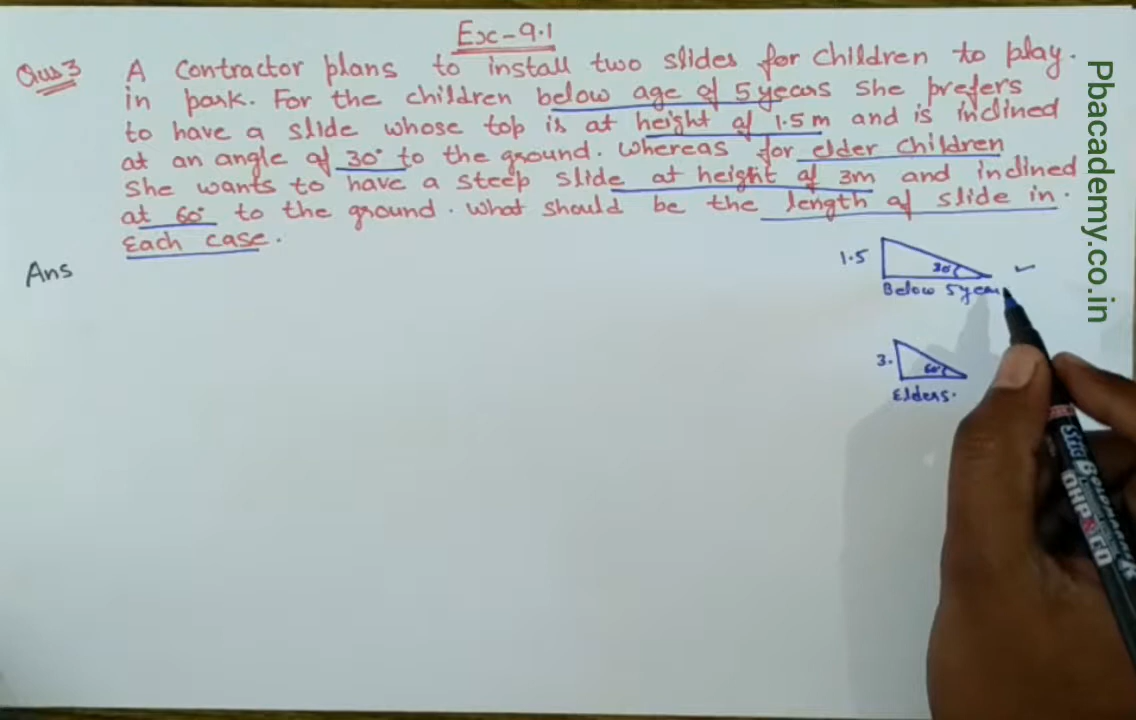 Ex-9.1
Qus 3 A contractor plans to install two slides for children to play.
in park. For the children below age of 5 years she prefers
to have a slide whose top is at height of 1.5 m and is inclined
at an angle of 30° to the ground. Whereas for elder children
She wants to have a steep slide at height of 3m and inclined
at 60° to the ground. What should be the length of slide in.
Each case.
Ans
1.5 30°
Below 5 year
3. 60°
Elders.
Pbacademy.co.in
OHP